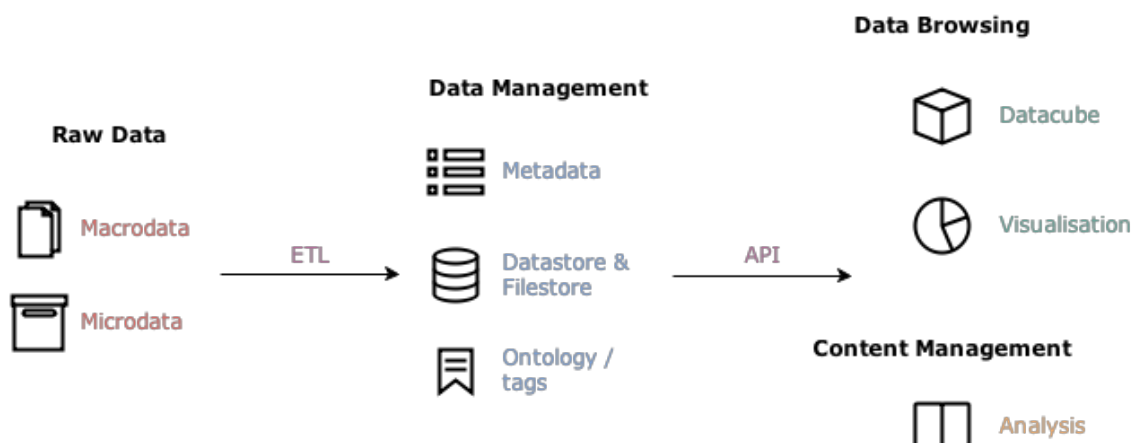 Raw Data
Macrodata
Microdata
ETL
Data Management
Metadata
Datastore &
Filestore
Ontology /
tags
API
Data Browsing
Datacube
Visualisation
Content Management
Analysis